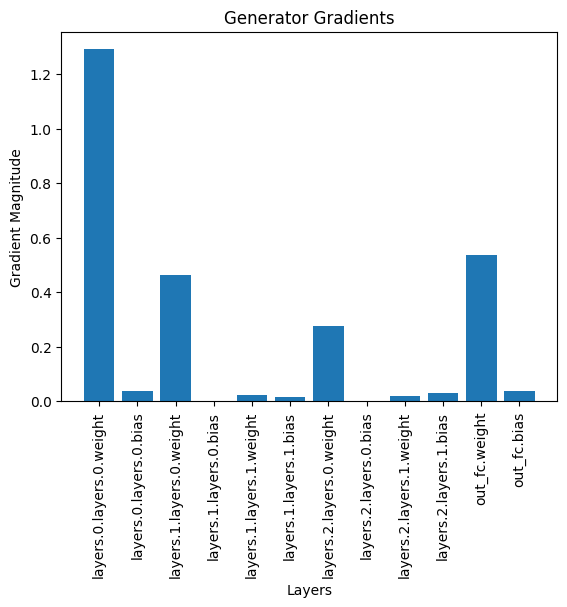 Generator Gradients
Gradient Magnitude
1.2
1.0
0.8
0.6
0.4
0.2
0.0
layers.0.layers.0.weight
layers.0.layers.0.bias
layers.1.layers.0.weight
layers.1.layers.0.bias
layers.1.layers.1.weight
layers.1.layers.1.bias
layers.2.layers.0.weight
layers.2.layers.0.bias
layers.2.layers.1.weight
layers.2.layers.1.bias
out_fc.weight
out_fc.bias
Layers